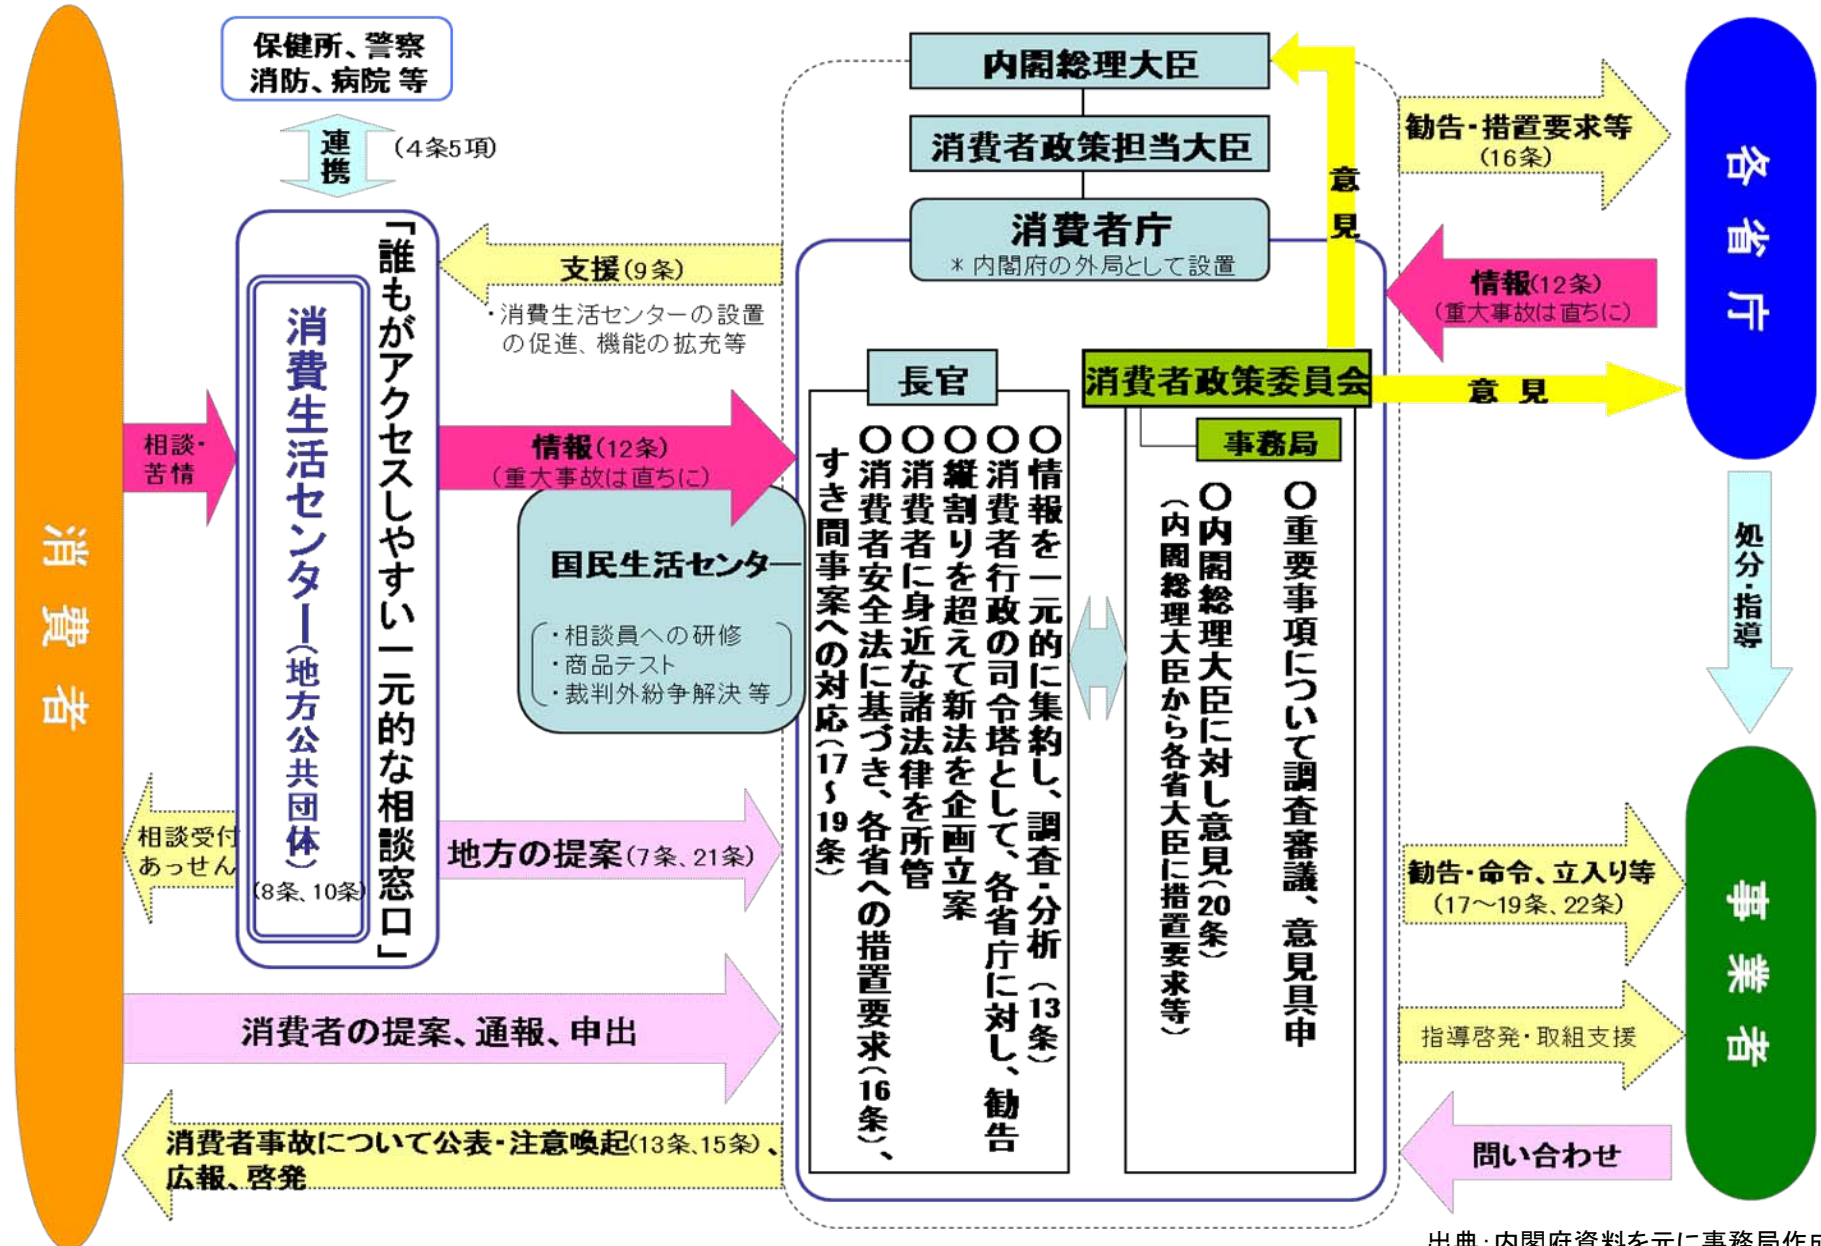 保健所、警察
消防、病院 等
連携
(4条5項)
消費者
相談・
苦情
「誰もがアクセスしやすい一元的な相談窓口」
消費生活センター(地方公共団体)
(8条、10条)
相談受付
あっせん
支援(9条)
・消費生活センターの設置
の促進、機能の拡充等
情報(12条)
(重大事故は直ちに)
国民生活センター
・相談員への研修
・商品テスト
・裁判外紛争解決 等
地方の提案(7条、21条)
消費者の提案、通報、申出
消費者事故について公表・注意喚起(13条、15条)、
広報、啓発
内閣総理大臣
消費者政策担当大臣
消費者庁
＊内閣府の外局として設置
意見
長官
○情報を一元的に集約し、調査・分析(13条)
○消費者行政の司令塔として、各省庁に対し、勧告
○縦割りを超えて新法を企画立案
○消費者に身近な諸法律を所管
○消費者安全法に基づき、各省への措置要求(16条)、
すき間事案への対応(17～19条)
消費者政策委員会
事務局
○重要事項について調査審議、意見具申
○内閣総理大臣に対し意見(20条)
(内閣総理大臣から各省大臣に措置要求等)
勧告・措置要求等
(16条)
情報(12条)
(重大事故は直ちに)
意見
各省庁
処分・指導
勧告・命令、立入り等
(17～19条、22条)
指導啓発・取組支援
問い合わせ
事業者
出典:内閣府資料を元に事務局作成